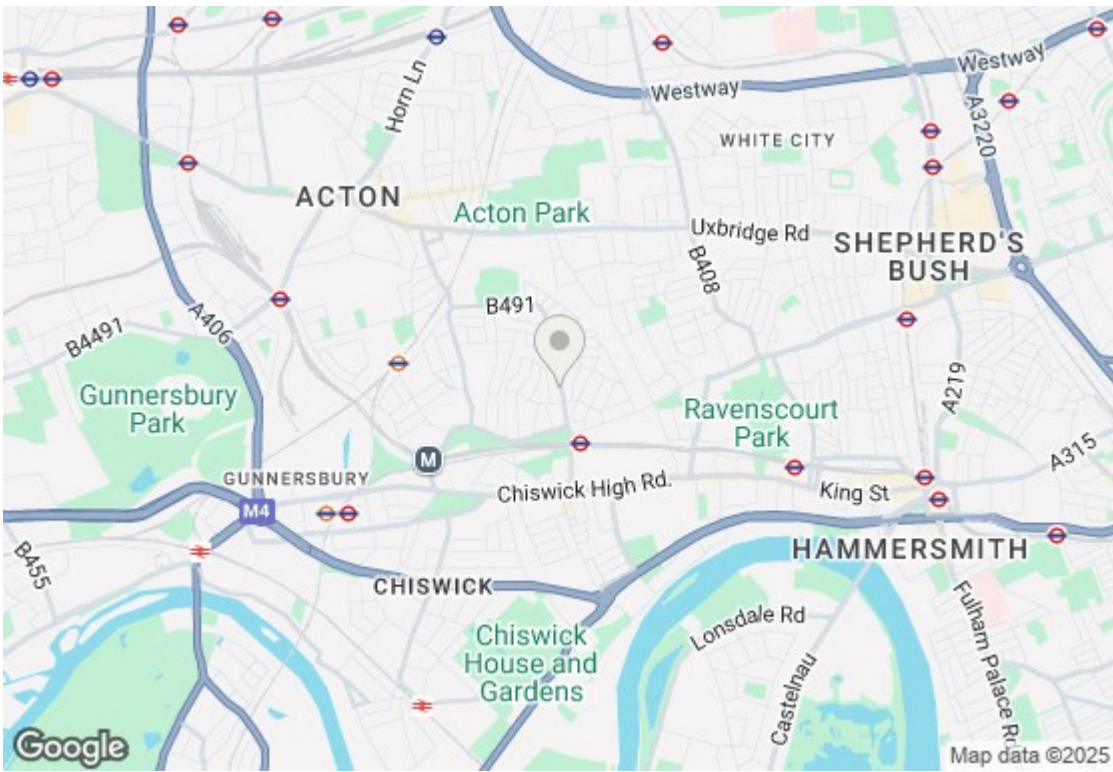 Westway
Westway
Horn Ln
A3220
WHITE CITY
ACTON
Acton Park
Uxbridge Rd
SHEPHERD'S
BUSH
B408
B491
A406
B4491
Gunnersbury
Park
A219
Ravenscourt
Park
A315
M
GUNNERSBURY
Chiswick High Rd.
King St
M4
HAMMERSMITH
B455
CHISWICK
Lonsdale Rd
Fulham Palace Rd
Chiswick
House and
Gardens
Castelnau
Google
Map data ©2025